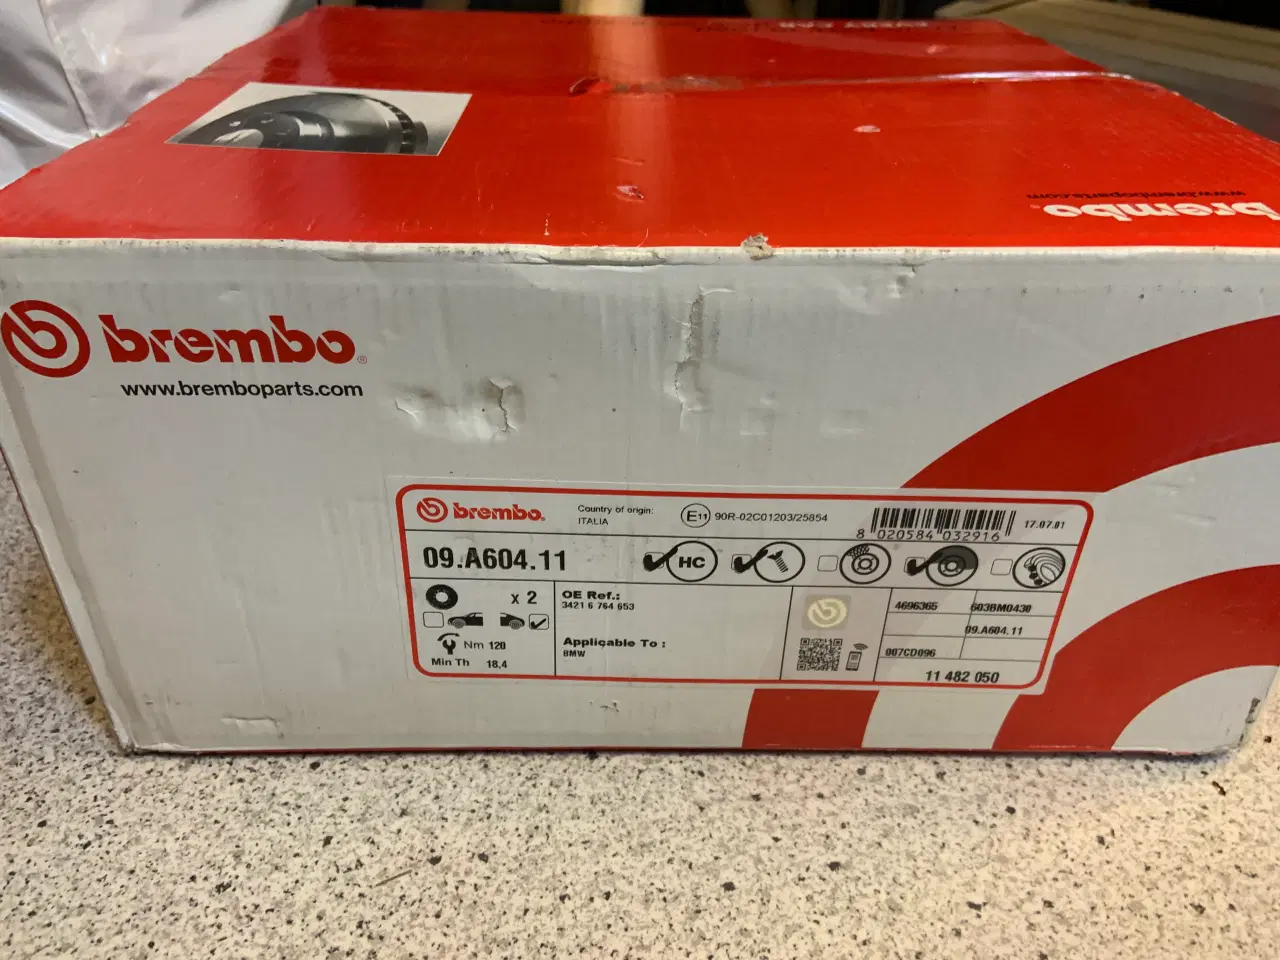 EVERY CAR
www.bremboparts.com
brembo
brembo®
www.bremboparts.com
brembo.
Country of origin:
ITALIA
E11 90R-02C01203/25854
8 020584 032916
17.07.01
09.A604.11
HC
x 2
OE Ref.:
3421 6 764 653
Nm 120
Min Th 18,4
Applicable To :
BMW
4696365
603BM0430
09.A604.11
007CD096
11 482 050